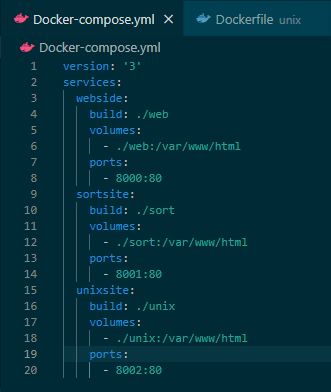 Docker-compose.yml × Dockerfile unix
Docker-compose.yml
1 version: '3'
2 services:
3   webside:
4     build: ./web
5     volumes:
6       - ./web:/var/www/html
7     ports:
8       - 8000:80
9   sortsite:
10     build: ./sort
11     volumes:
12       - ./sort:/var/www/html
13     ports:
14       - 8001:80
15   unixsite:
16     build: ./unix
17     volumes:
18       - ./unix:/var/www/html
19     ports:
20       - 8002:80